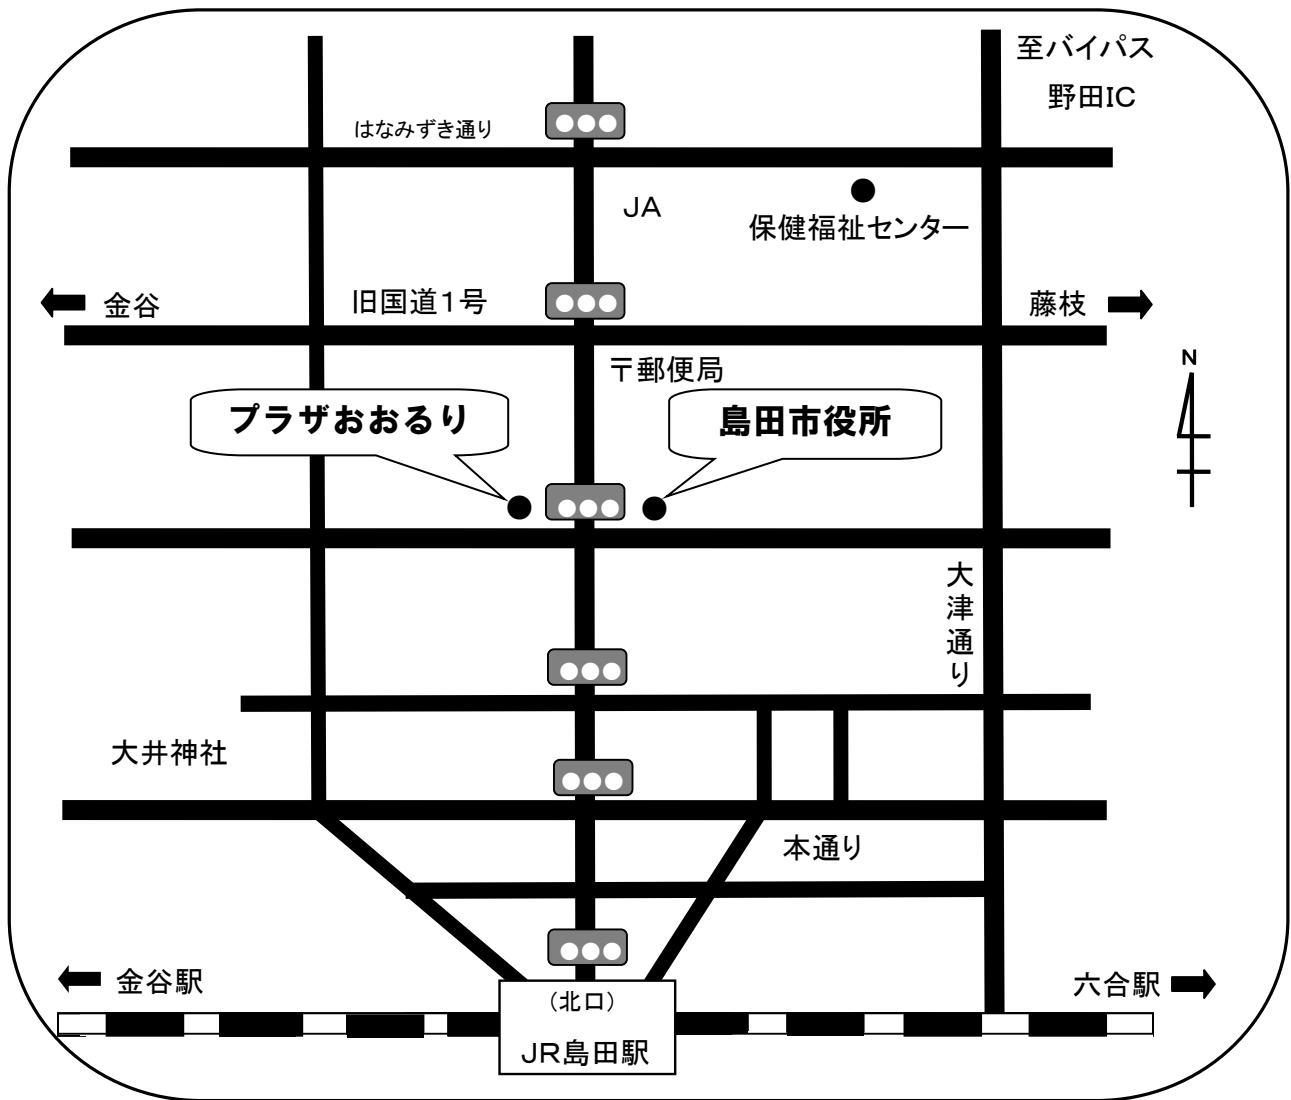 至バイパス
野田IC
はなみずき通り
JA
保健福祉センター
金谷
旧国道1号
藤枝
〒郵便局
N
プラザおおるり
島田市役所
大津通り
大井神社
本通り
金谷駅
六合駅
(北口)
JR島田駅